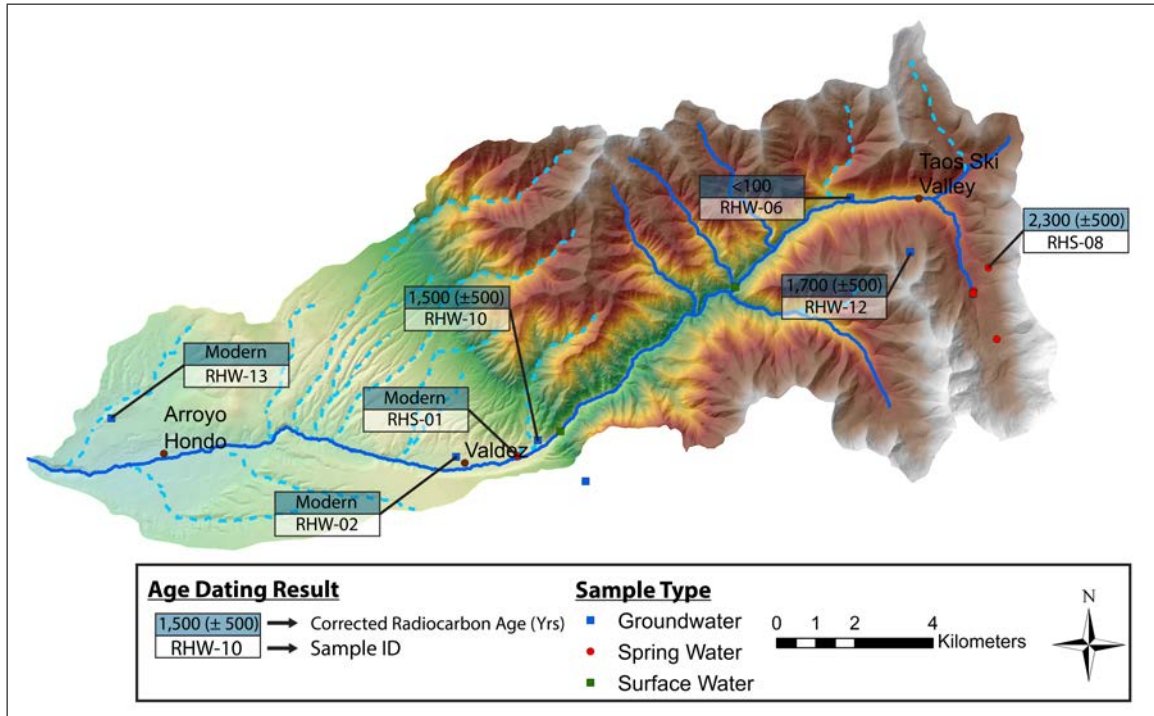 Taos Ski
Valley
<100
RHW-06
2,300 (±500)
RHS-08
1,700 (±500)
RHW-12
1,500 (±500)
RHW-10
Modern
RHW-13
Modern
RHS-01
Arroyo
Hondo
Valdez
Modern
RHW-02
Age Dating Result
1,500 (± 500) Corrected Radiocarbon Age (Yrs)
RHW-10 Sample ID
Sample Type
Groundwater
Spring Water
Surface Water
0 1 2 4
Kilometers
N